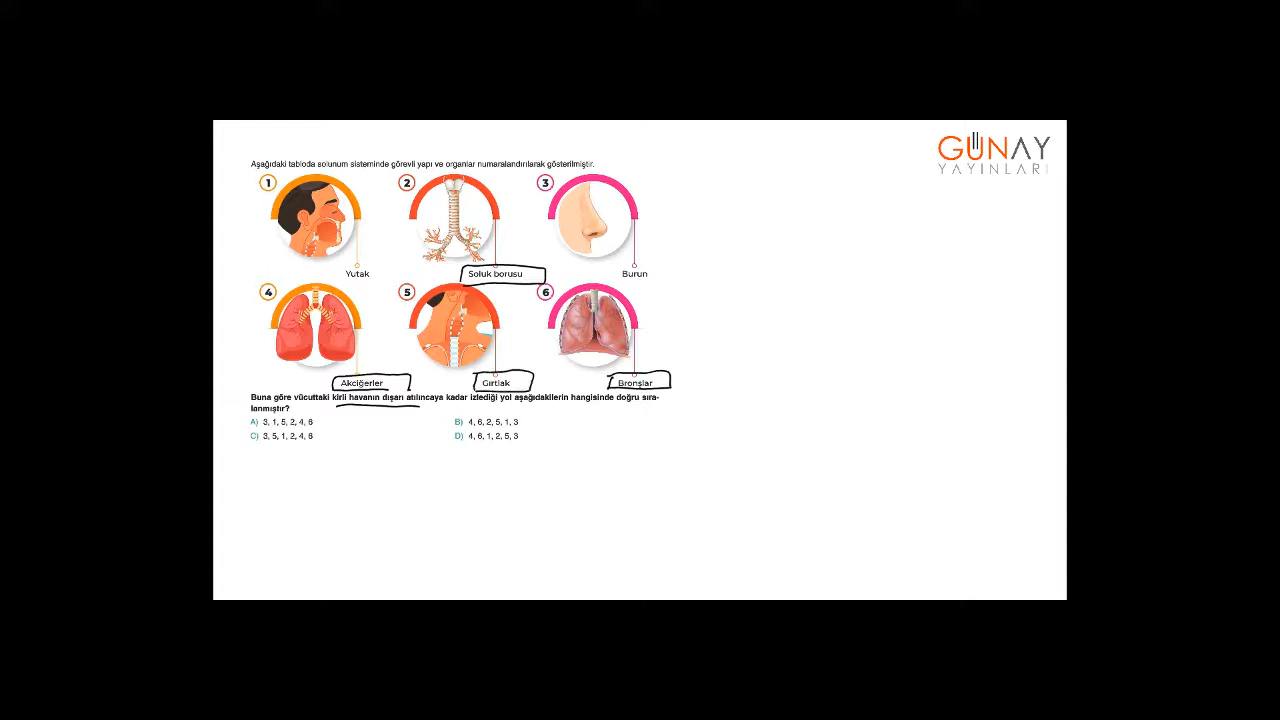 GÜNAY
YAYINLARI
Aşağıdaki tabloda solunum sisteminde görevli yapı ve organlar numaralandırılarak gösterilmiştir.
1 2 3
Yutak Soluk borusu Burun
4 5 6
Akciğerler Gırtlak Bronşlar
Buna göre vücuttaki kirli havanın dışarı atılıncaya kadar izlediği yol aşağıdakilerin hangisinde doğru sıra-
lanmıştır?
A) 3, 1, 5, 2, 4, 6 B) 4, 6, 2, 5, 1, 3
C) 3, 5, 1, 2, 4, 6 D) 4, 6, 1, 2, 5, 3